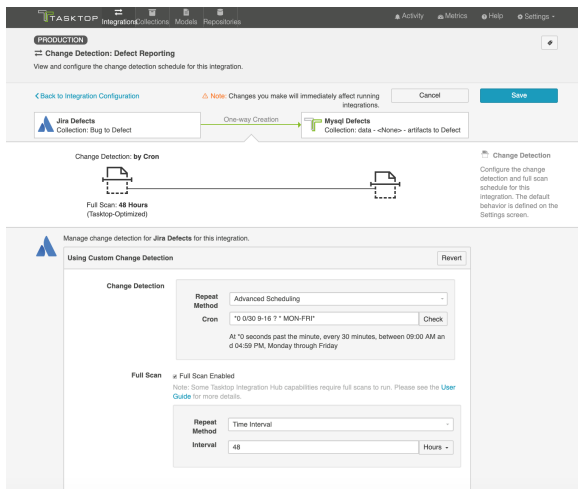 TASKTOP
Integrations
Collections
Models
Repositories
Activity
Metrics
Help
Settings
PRODUCTION
Change Detection: Defect Reporting
View and configure the change detection schedule for this integration.
Back to Integration Configuration
Note: Changes you make will immediately affect running
integrations.
Cancel
Save
Jira Defects
Collection: Bug to Defect
One-way Creation
Mysql Defects
Collection: data - <None> - artifacts to Defect
Change Detection: by Cron
Full Scan: 48 Hours
(Tasktop-Optimized)
Change Detection
Configure the change
detection and full scan
schedule for this
integration. The default
behavior is defined on the
Settings screen.
Manage change detection for Jira Defects for this integration.
Using Custom Change Detection
Revert
Change Detection
Repeat
Method
Advanced Scheduling
Cron
"0 0/30 9-16 ? * MON-FRI"
Check
At "0 seconds past the minute, every 30 minutes, between 09:00 AM an
d 04:59 PM, Monday through Friday
Full Scan
Full Scan Enabled
Note: Some Tasktop Integration Hub capabilities require full scans to run. Please see the User
Guide for more details.
Repeat
Method
Time Interval
Interval
48
Hours